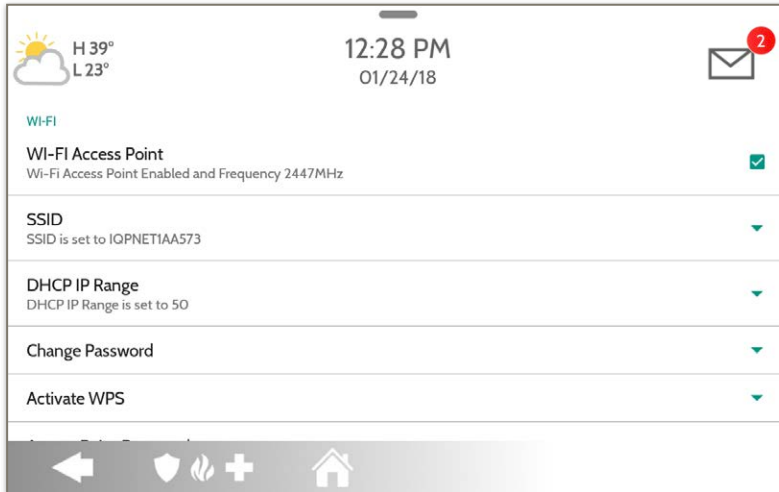 H 39°
L 23°
12:28 PM
01/24/18
2
WI-FI
WI-FI Access Point
Wi-Fi Access Point Enabled and Frequency 2447MHz
SSID
SSID is set to IQPNET1AA573
DHCP IP Range
DHCP IP Range is set to 50
Change Password
Activate WPS